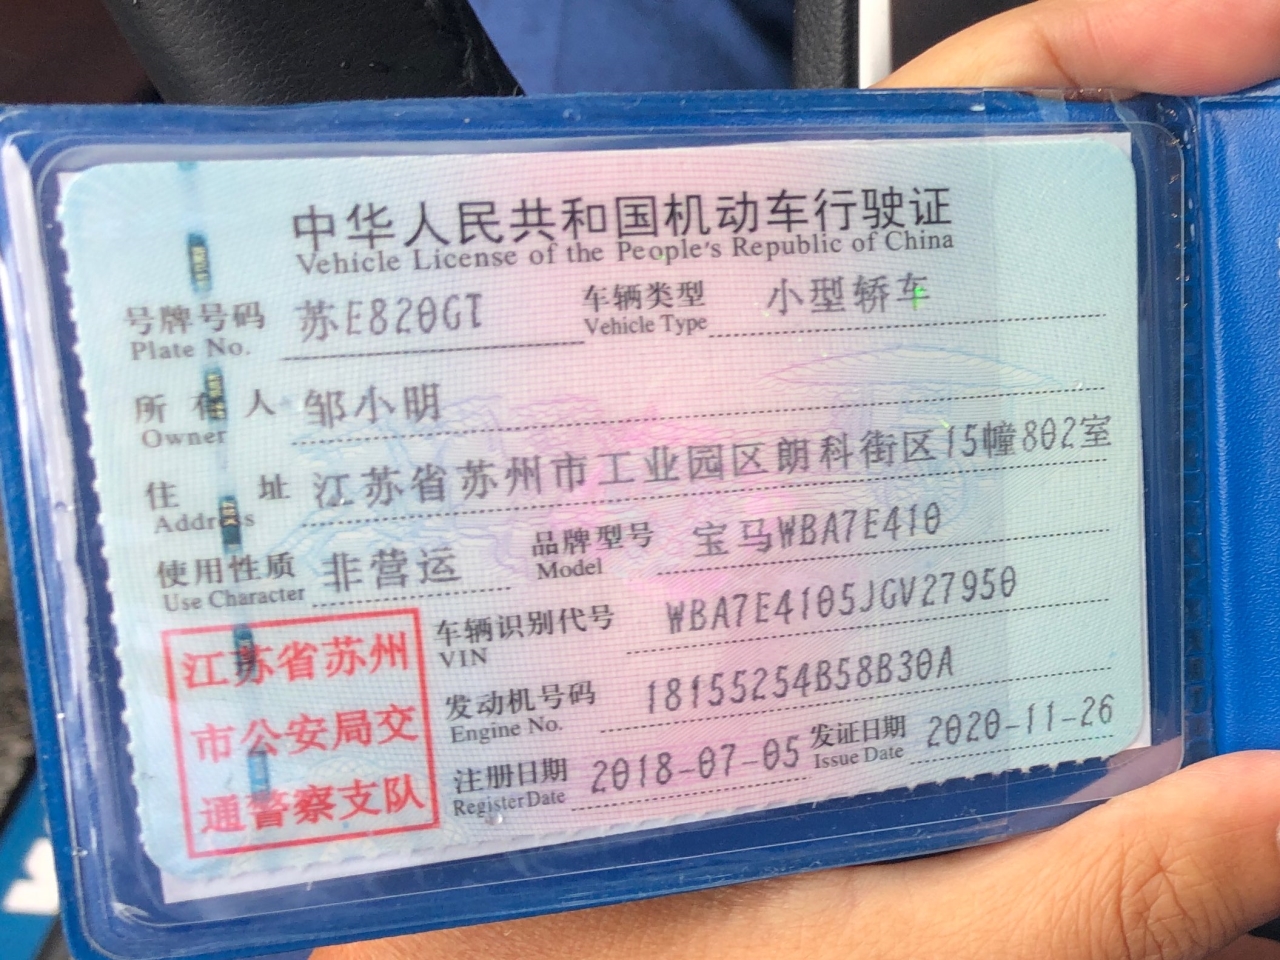 中华人民共和国机动车行驶证
Vehicle License of the People's Republic of China
号牌号码 苏E820GT 车辆类型 小型轿车
Plate No. Vehicle Type
所有人 邹小明
Owner
住址 江苏省苏州市工业园区朗科街区15幢802室
Address
使用性质 非营运 品牌型号 宝马WBA7E410
Use Character Model
车辆识别代号 WBA7E4105JGV27950
VIN
发动机号码 18155254B58B30A
Engine No.
注册日期 2018-07-05 发证日期 2020-11-26
Register Date Issue Date
江苏省苏州
市公安局交
通警察支队